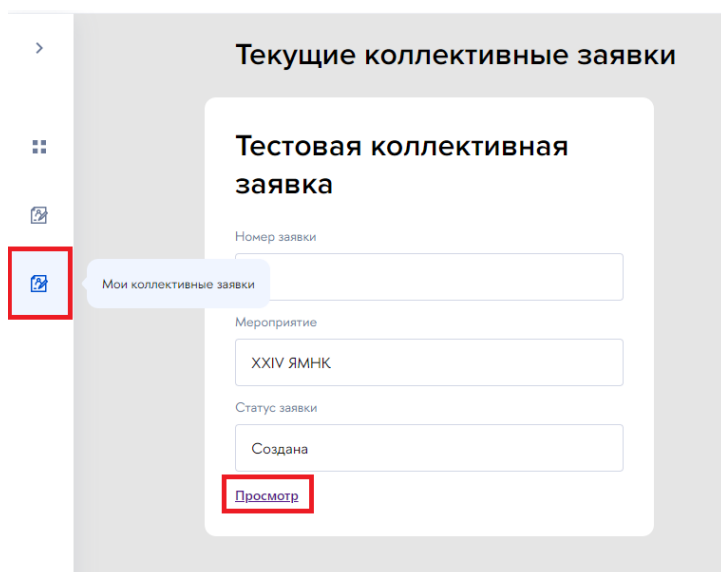 Текущие коллективные заявки
Тестовая коллективная
заявка
Номер заявки
Мои коллективные заявки
Мероприятие
XXIV ЯМНК
Статус заявки
Создана
Просмотр